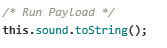 /* Run Payload */
this.sound.toString();